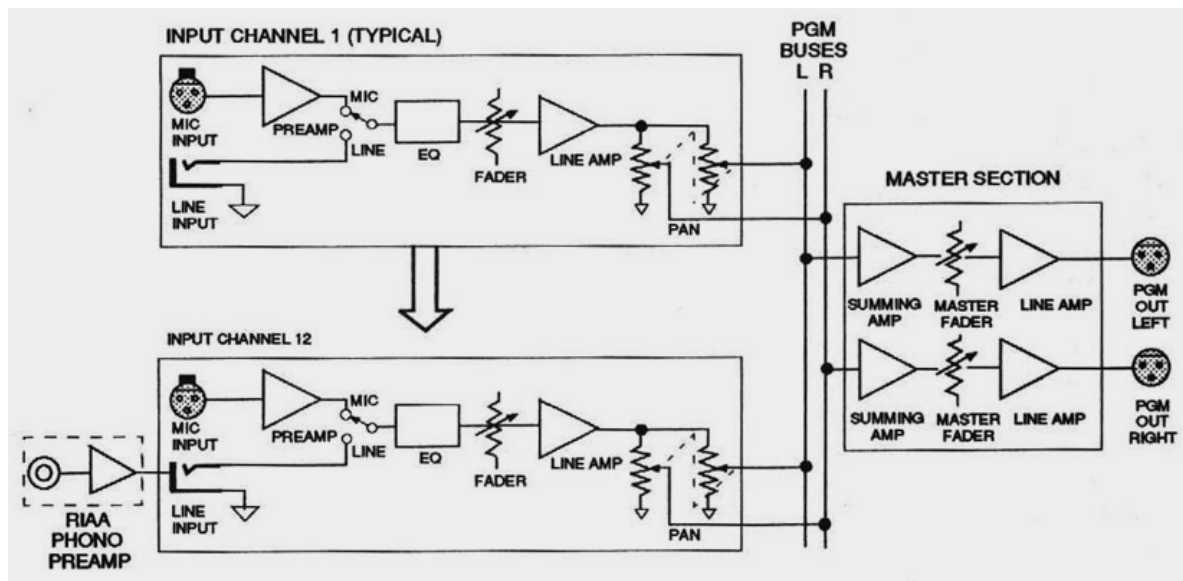 INPUT CHANNEL 1 (TYPICAL)
PGM
BUSES
L R
MIC
INPUT
PREAMP
MIC
LINE
EQ
FADER
LINE AMP
PAN
LINE
INPUT
MASTER SECTION
SUMMING
AMP
MASTER
FADER
LINE AMP
PGM
OUT
LEFT
SUMMING
AMP
MASTER
FADER
LINE AMP
PGM
OUT
RIGHT
INPUT CHANNEL 12
MIC
INPUT
PREAMP
MIC
LINE
EQ
FADER
LINE AMP
PAN
LINE
INPUT
RIAA
PHONO
PREAMP